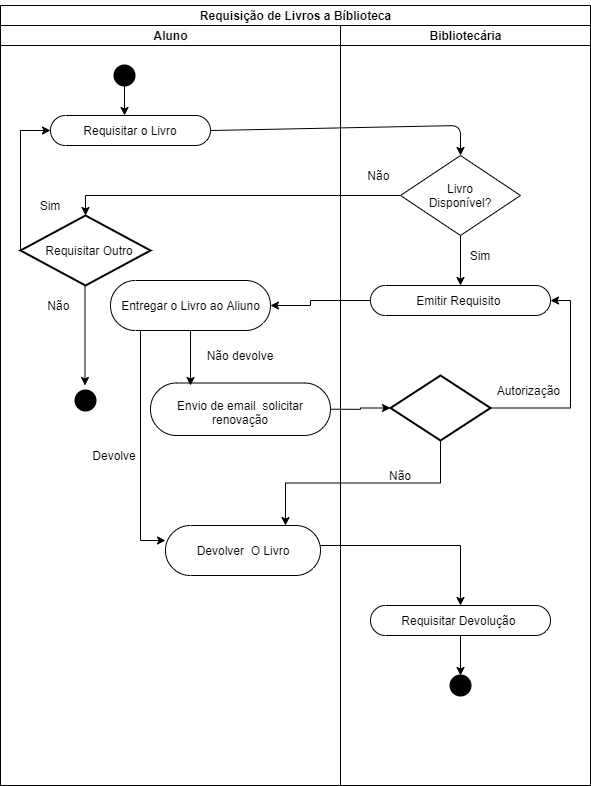 Requisição de Livros a Bíblioteca
Aluno
Bibliotecária
Requisitar o Livro
Não
Livro
Disponível?
Sim
Requisitar Outro
Sim
Não
Entregar o Livro ao Aliuno
Emitir Requisito
Não devolve
Autorização
Envio de email solicitar
renovação
Devolve
Não
Devolver O Livro
Requisitar Devolução